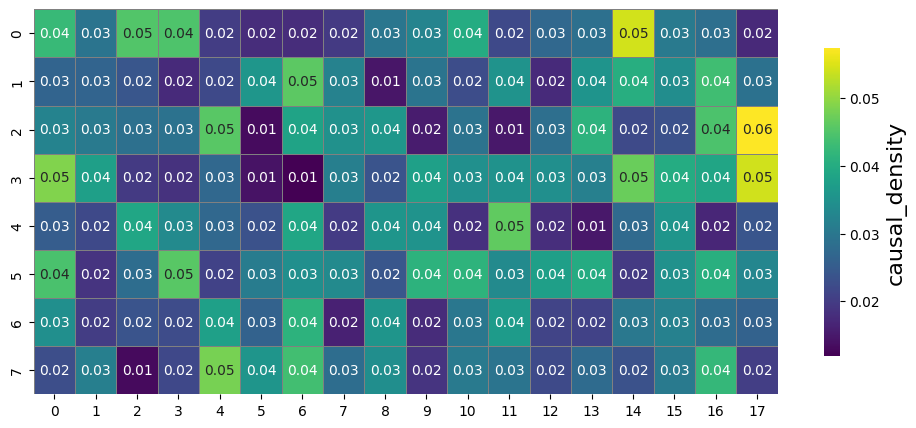 0 0.04 0.03 0.05 0.04 0.02 0.02 0.02 0.02 0.03 0.03 0.04 0.02 0.03 0.03 0.05 0.03 0.03 0.02
1 0.03 0.03 0.02 0.02 0.02 0.04 0.05 0.03 0.01 0.03 0.02 0.04 0.02 0.04 0.04 0.03 0.04 0.03
2 0.03 0.03 0.03 0.03 0.05 0.01 0.04 0.03 0.04 0.02 0.03 0.01 0.03 0.04 0.02 0.02 0.04 0.06
3 0.05 0.04 0.02 0.02 0.03 0.01 0.01 0.03 0.02 0.04 0.03 0.04 0.03 0.03 0.05 0.04 0.04 0.05
4 0.03 0.02 0.04 0.03 0.03 0.02 0.04 0.02 0.04 0.04 0.02 0.05 0.02 0.01 0.03 0.04 0.02 0.02
5 0.04 0.02 0.03 0.05 0.02 0.03 0.03 0.03 0.02 0.04 0.04 0.03 0.04 0.04 0.02 0.03 0.04 0.03
6 0.03 0.02 0.02 0.02 0.04 0.03 0.04 0.02 0.04 0.02 0.03 0.04 0.02 0.02 0.03 0.03 0.03 0.03
7 0.02 0.03 0.01 0.02 0.05 0.04 0.04 0.03 0.03 0.02 0.03 0.03 0.02 0.03 0.02 0.03 0.04 0.02
0 1 2 3 4 5 6 7 8 9 10 11 12 13 14 15 16 17
0.05
0.04
0.03
0.02
causal_density